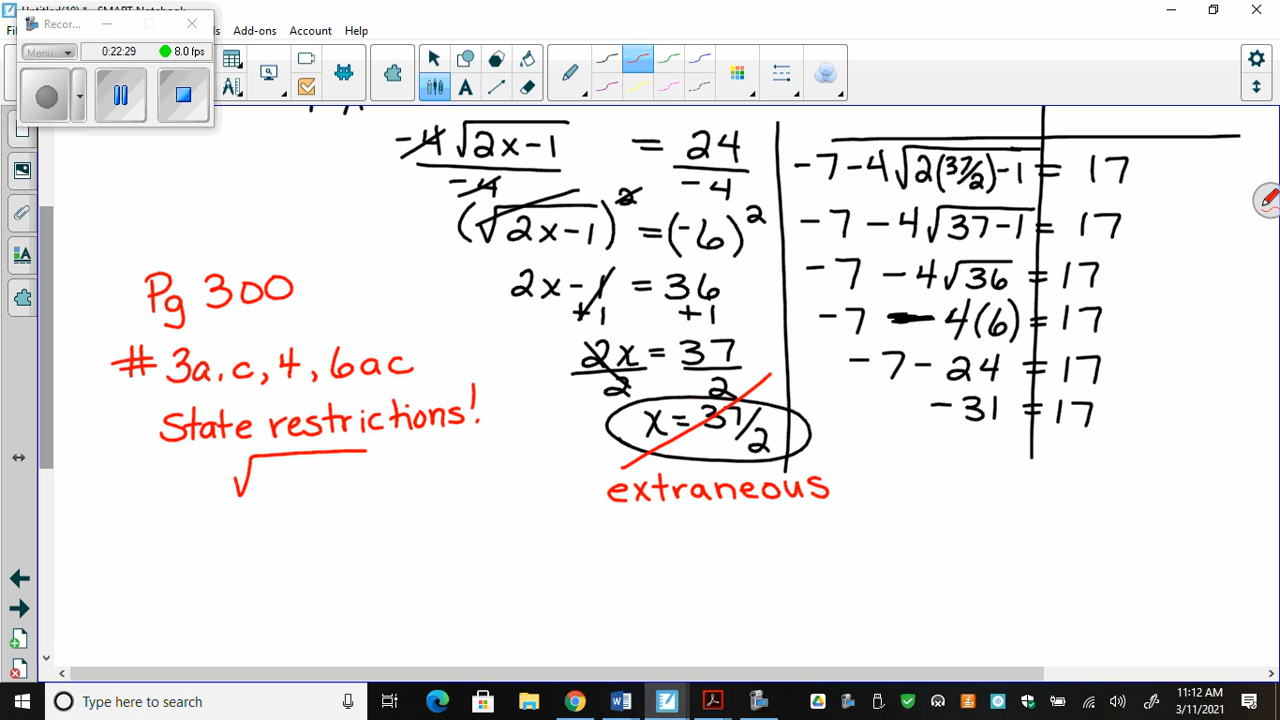 Untitled(10) * - SMART Notebook
Recor...
Menu
0:22:29
8.0 fps
Add-ons Account Help
-4√2x-1 = 24
-4 -4
(√2x-1)² = (-6)²
2x - 1 = 36
+1 +1
2x = 37
2 2
x = 37/2
extraneous
Pg 300
# 3a,c, 4, 6ac
State restrictions!
√
-7-4√2(37/2)-1 = 17
-7 - 4√37-1 = 17
-7 - 4√36 = 17
-7 - 4(6) = 17
-7 - 24 = 17
-31 = 17
Type here to search
11:12 AM
3/11/2021